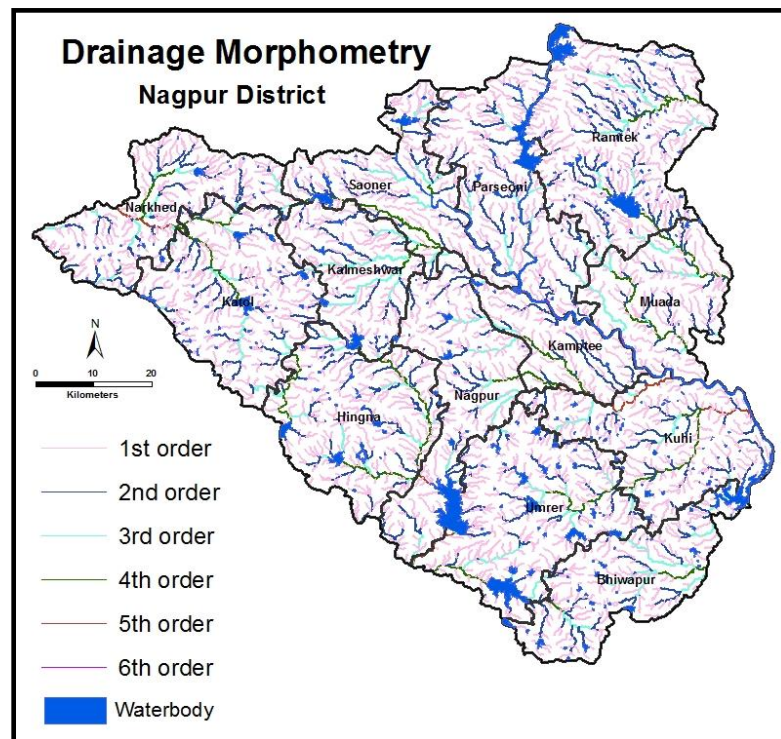 Drainage Morphometry
Nagpur District
Ramtek
Saoner
Parseoni
Narkhed
Kalmeshwar
Muada
Katol
Kamptee
N
0 10 20
Kilometers
Nagpur
Hingna
Kuhi
Umrer
Bhiwapur
1st order
2nd order
3rd order
4th order
5th order
6th order
Waterbody